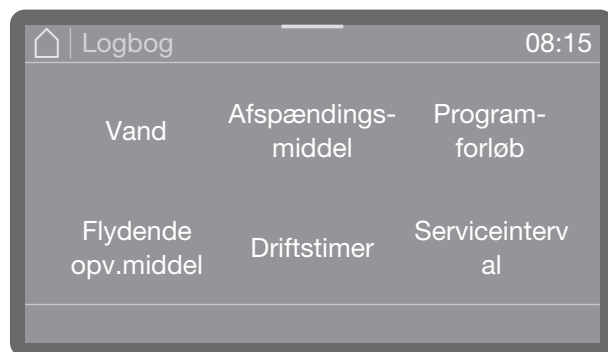 Logbog 08:15
Vand
Afspændings-
middel
Program-
forløb
Flydende
opv.middel
Driftstimer
Serviceinterv
al